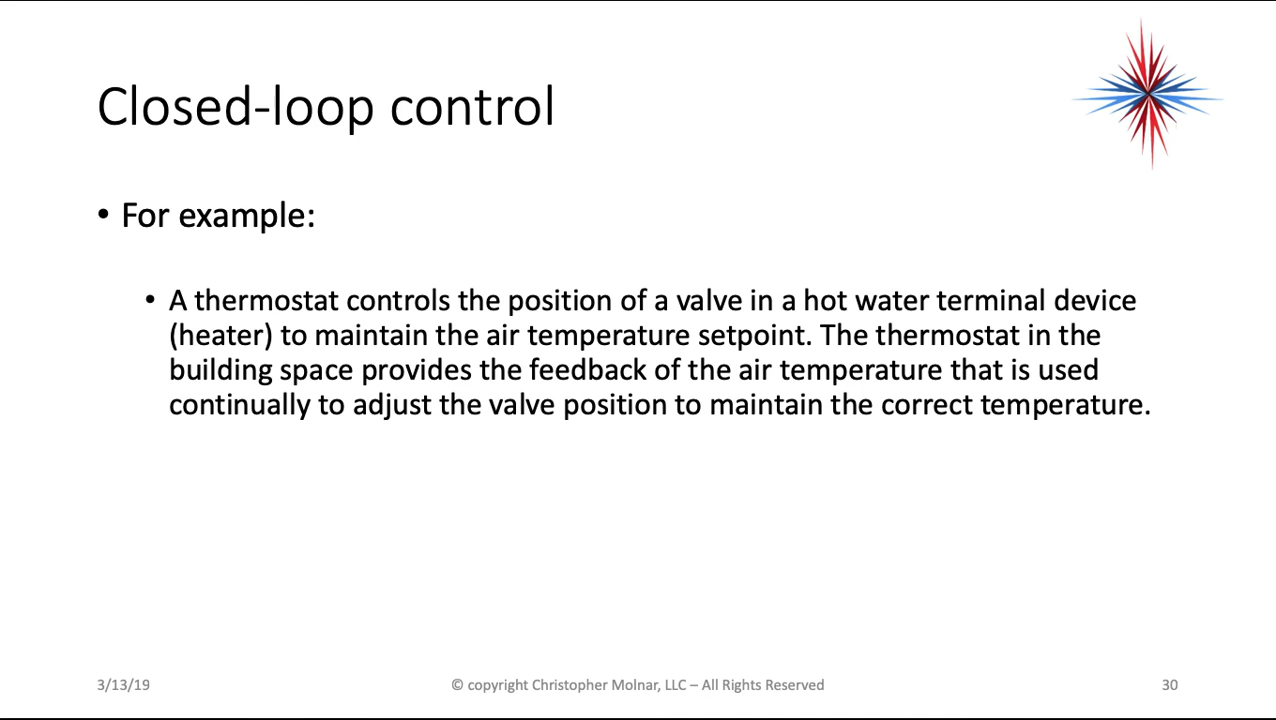 Closed-loop control
• For example:
• A thermostat controls the position of a valve in a hot water terminal device
(heater) to maintain the air temperature setpoint. The thermostat in the
building space provides the feedback of the air temperature that is used
continually to adjust the valve position to maintain the correct temperature.
3/13/19
© copyright Christopher Molnar, LLC – All Rights Reserved
30